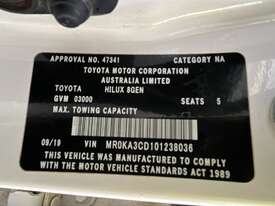 APPROVAL NO. 47341 CATEGORY NA
TOYOTA MOTOR CORPORATION
AUSTRALIA LIMITED
TOYOTA HILUX 8GEN
GVM 03000 SEATS 5
MAX. TOWING CAPACITY
09/19 VIN MR0KA3CD101238036
THIS VEHICLE WAS MANUFACTURED TO COMPLY
WITH THE MOTOR VEHICLE STANDARDS ACT 1989